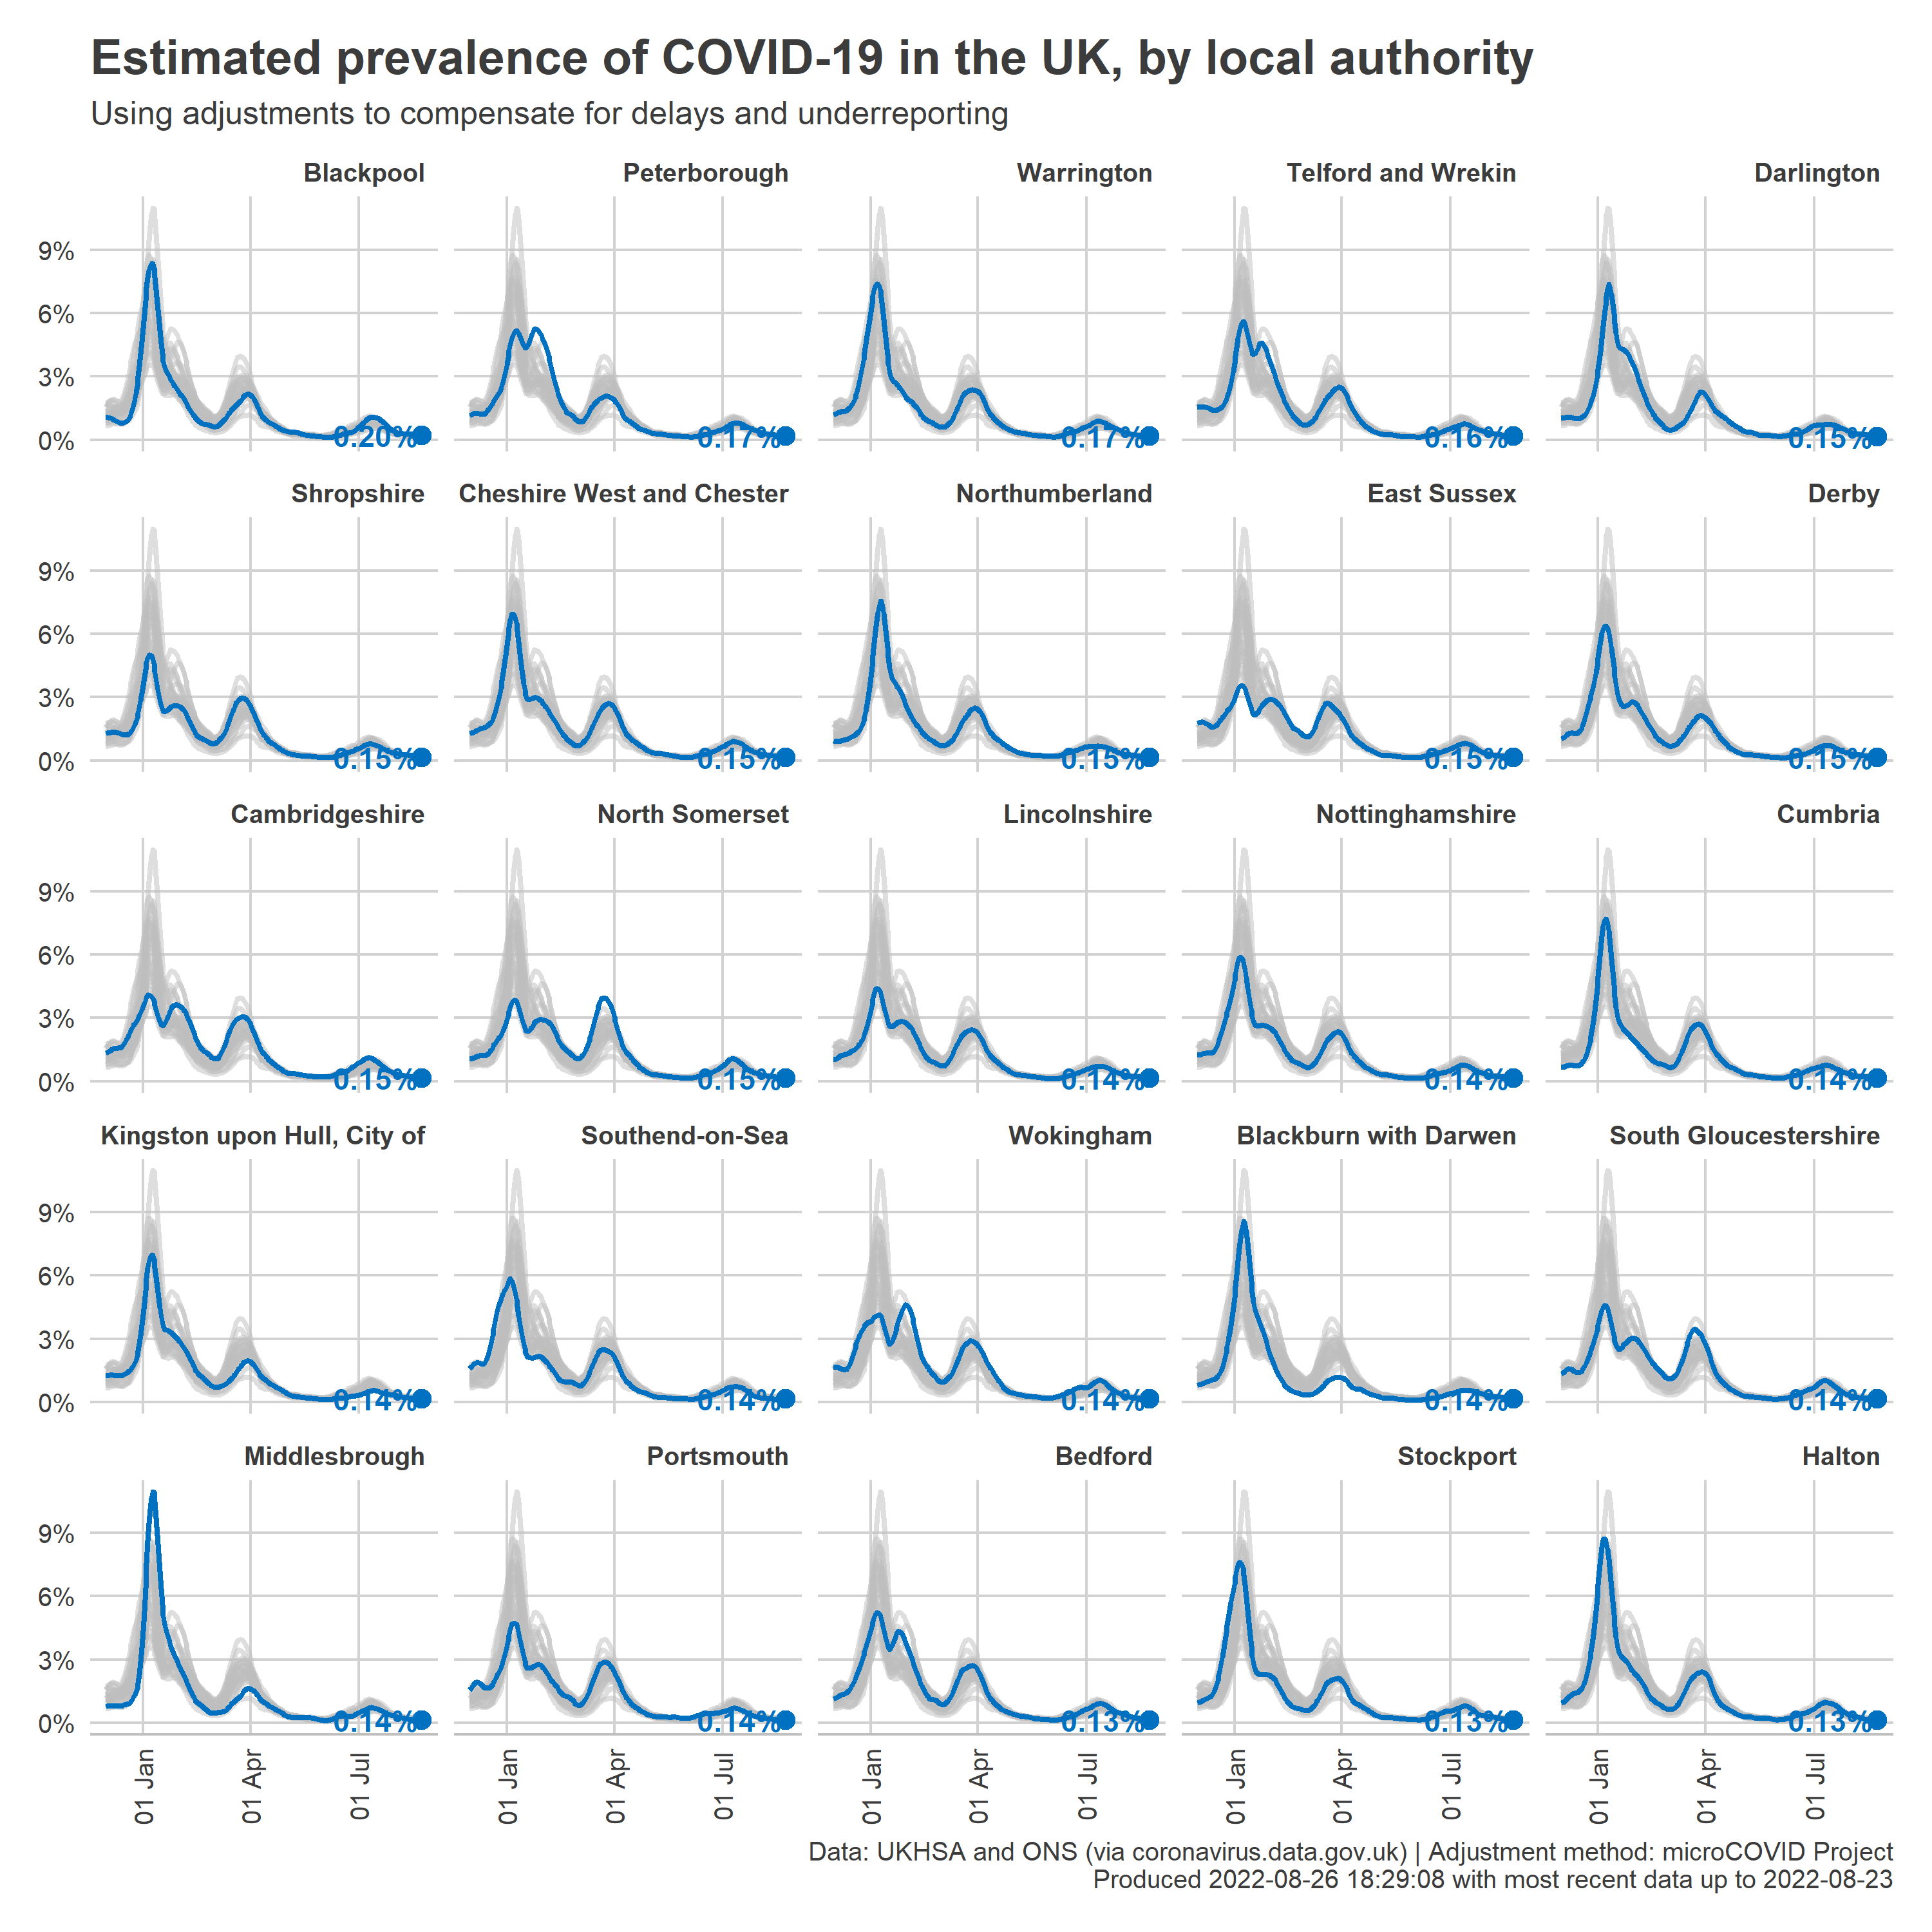 Estimated prevalence of COVID-19 in the UK, by local authority
Using adjustments to compensate for delays and underreporting
Blackpool Peterborough Warrington Telford and Wrekin Darlington
9%
6%
3%
0%
0.20% 0.17% 0.17% 0.16% 0.15%
Shropshire Cheshire West and Chester Northumberland East Sussex Derby
9%
6%
3%
0%
0.15% 0.15% 0.15% 0.15% 0.15%
Cambridgeshire North Somerset Lincolnshire Nottinghamshire Cumbria
9%
6%
3%
0%
0.15% 0.15% 0.14% 0.14% 0.14%
Kingston upon Hull, City of Southend-on-Sea Wokingham Blackburn with Darwen South Gloucestershire
9%
6%
3%
0%
0.14% 0.14% 0.14% 0.14% 0.14%
Middlesbrough Portsmouth Bedford Stockport Halton
9%
6%
3%
0%
0.14% 0.14% 0.13% 0.13% 0.13%
01 Jan 01 Apr 01 Jul 01 Jan 01 Apr 01 Jul 01 Jan 01 Apr 01 Jul 01 Jan 01 Apr 01 Jul 01 Jan 01 Apr 01 Jul
Data: UKHSA and ONS (via coronavirus.data.gov.uk) | Adjustment method: microCOVID Project
Produced 2022-08-26 18:29:08 with most recent data up to 2022-08-23